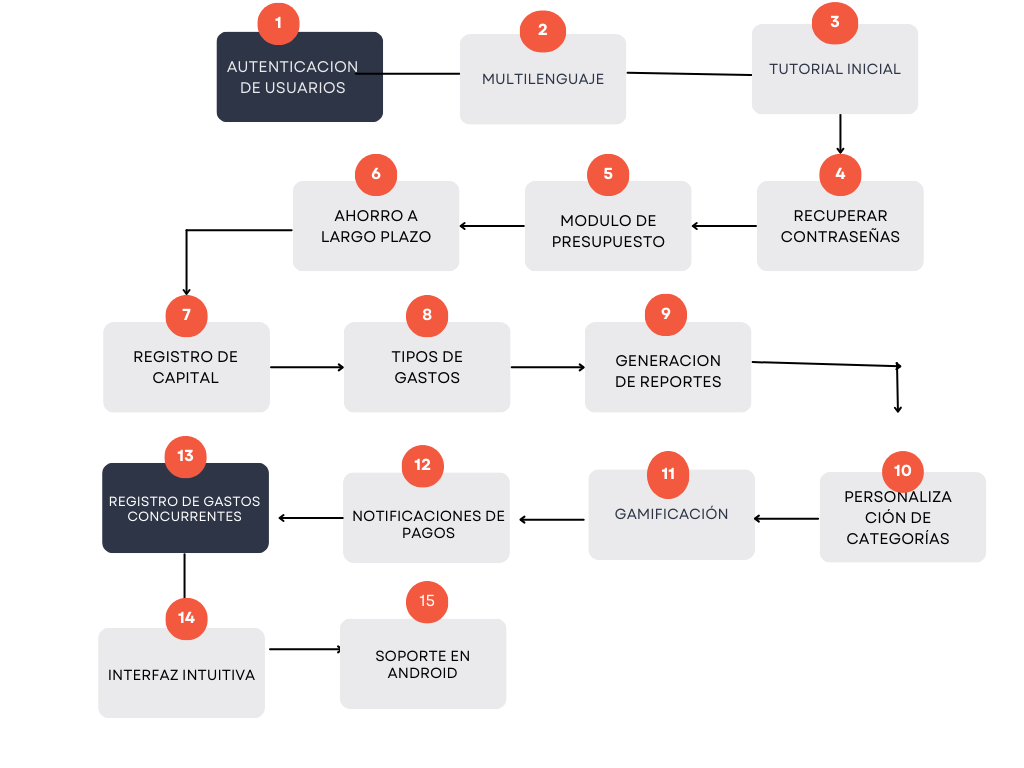 1
AUTENTICACION
DE USUARIOS
2
MULTILENGUAJE
3
TUTORIAL INICIAL
4
RECUPERAR
CONTRASEÑAS
5
MODULO DE
PRESUPUESTO
6
AHORRO A
LARGO PLAZO
7
REGISTRO DE
CAPITAL
8
TIPOS DE
GASTOS
9
GENERACION
DE REPORTES
10
PERSONALIZA
CIÓN DE
CATEGORÍAS
11
GAMIFICACIÓN
12
NOTIFICACIONES DE
PAGOS
13
REGISTRO DE GASTOS
CONCURRENTES
14
INTERFAZ INTUITIVA
15
SOPORTE EN
ANDROID